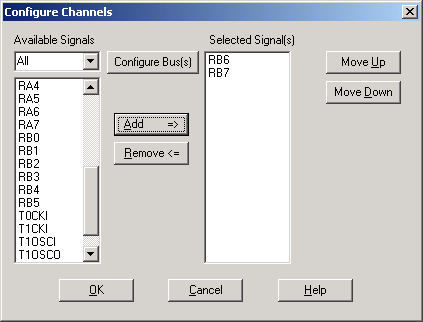 Configure Channels
Available Signals
Selected Signal(s)
All
Configure Bus(s)
RA4
RA5
RA6
RA7
RB0
RB1
RB2
RB3
RB4
RB5
T0CKI
T1CKI
T1OSCI
T1OSCO
Add =>
Remove <=
RB6
RB7
Move Up
Move Down
OK
Cancel
Help